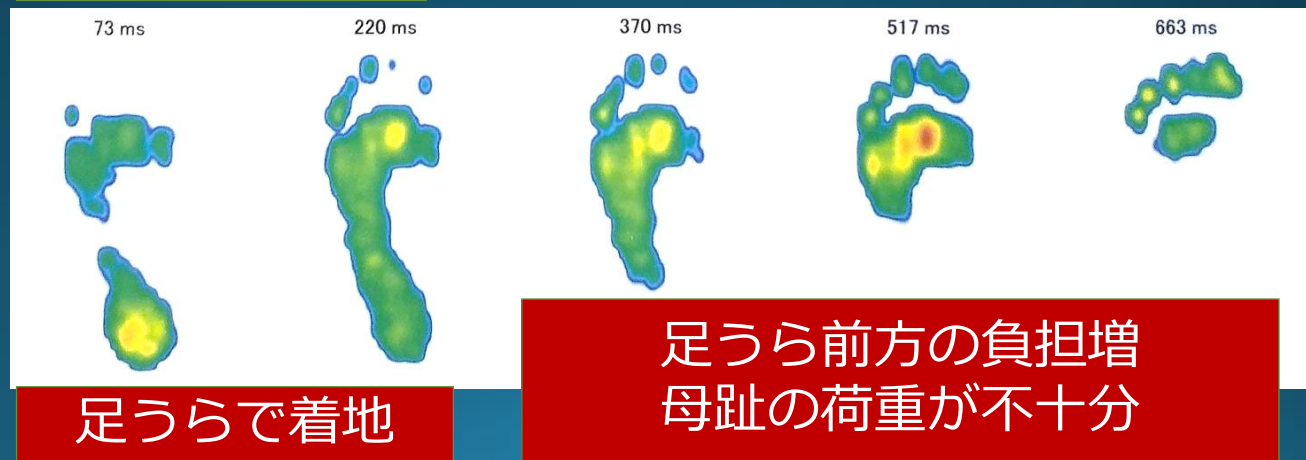 73 ms
220 ms
370 ms
517 ms
663 ms
足うらで着地
足うら前方の負担増
母趾の荷重が不十分